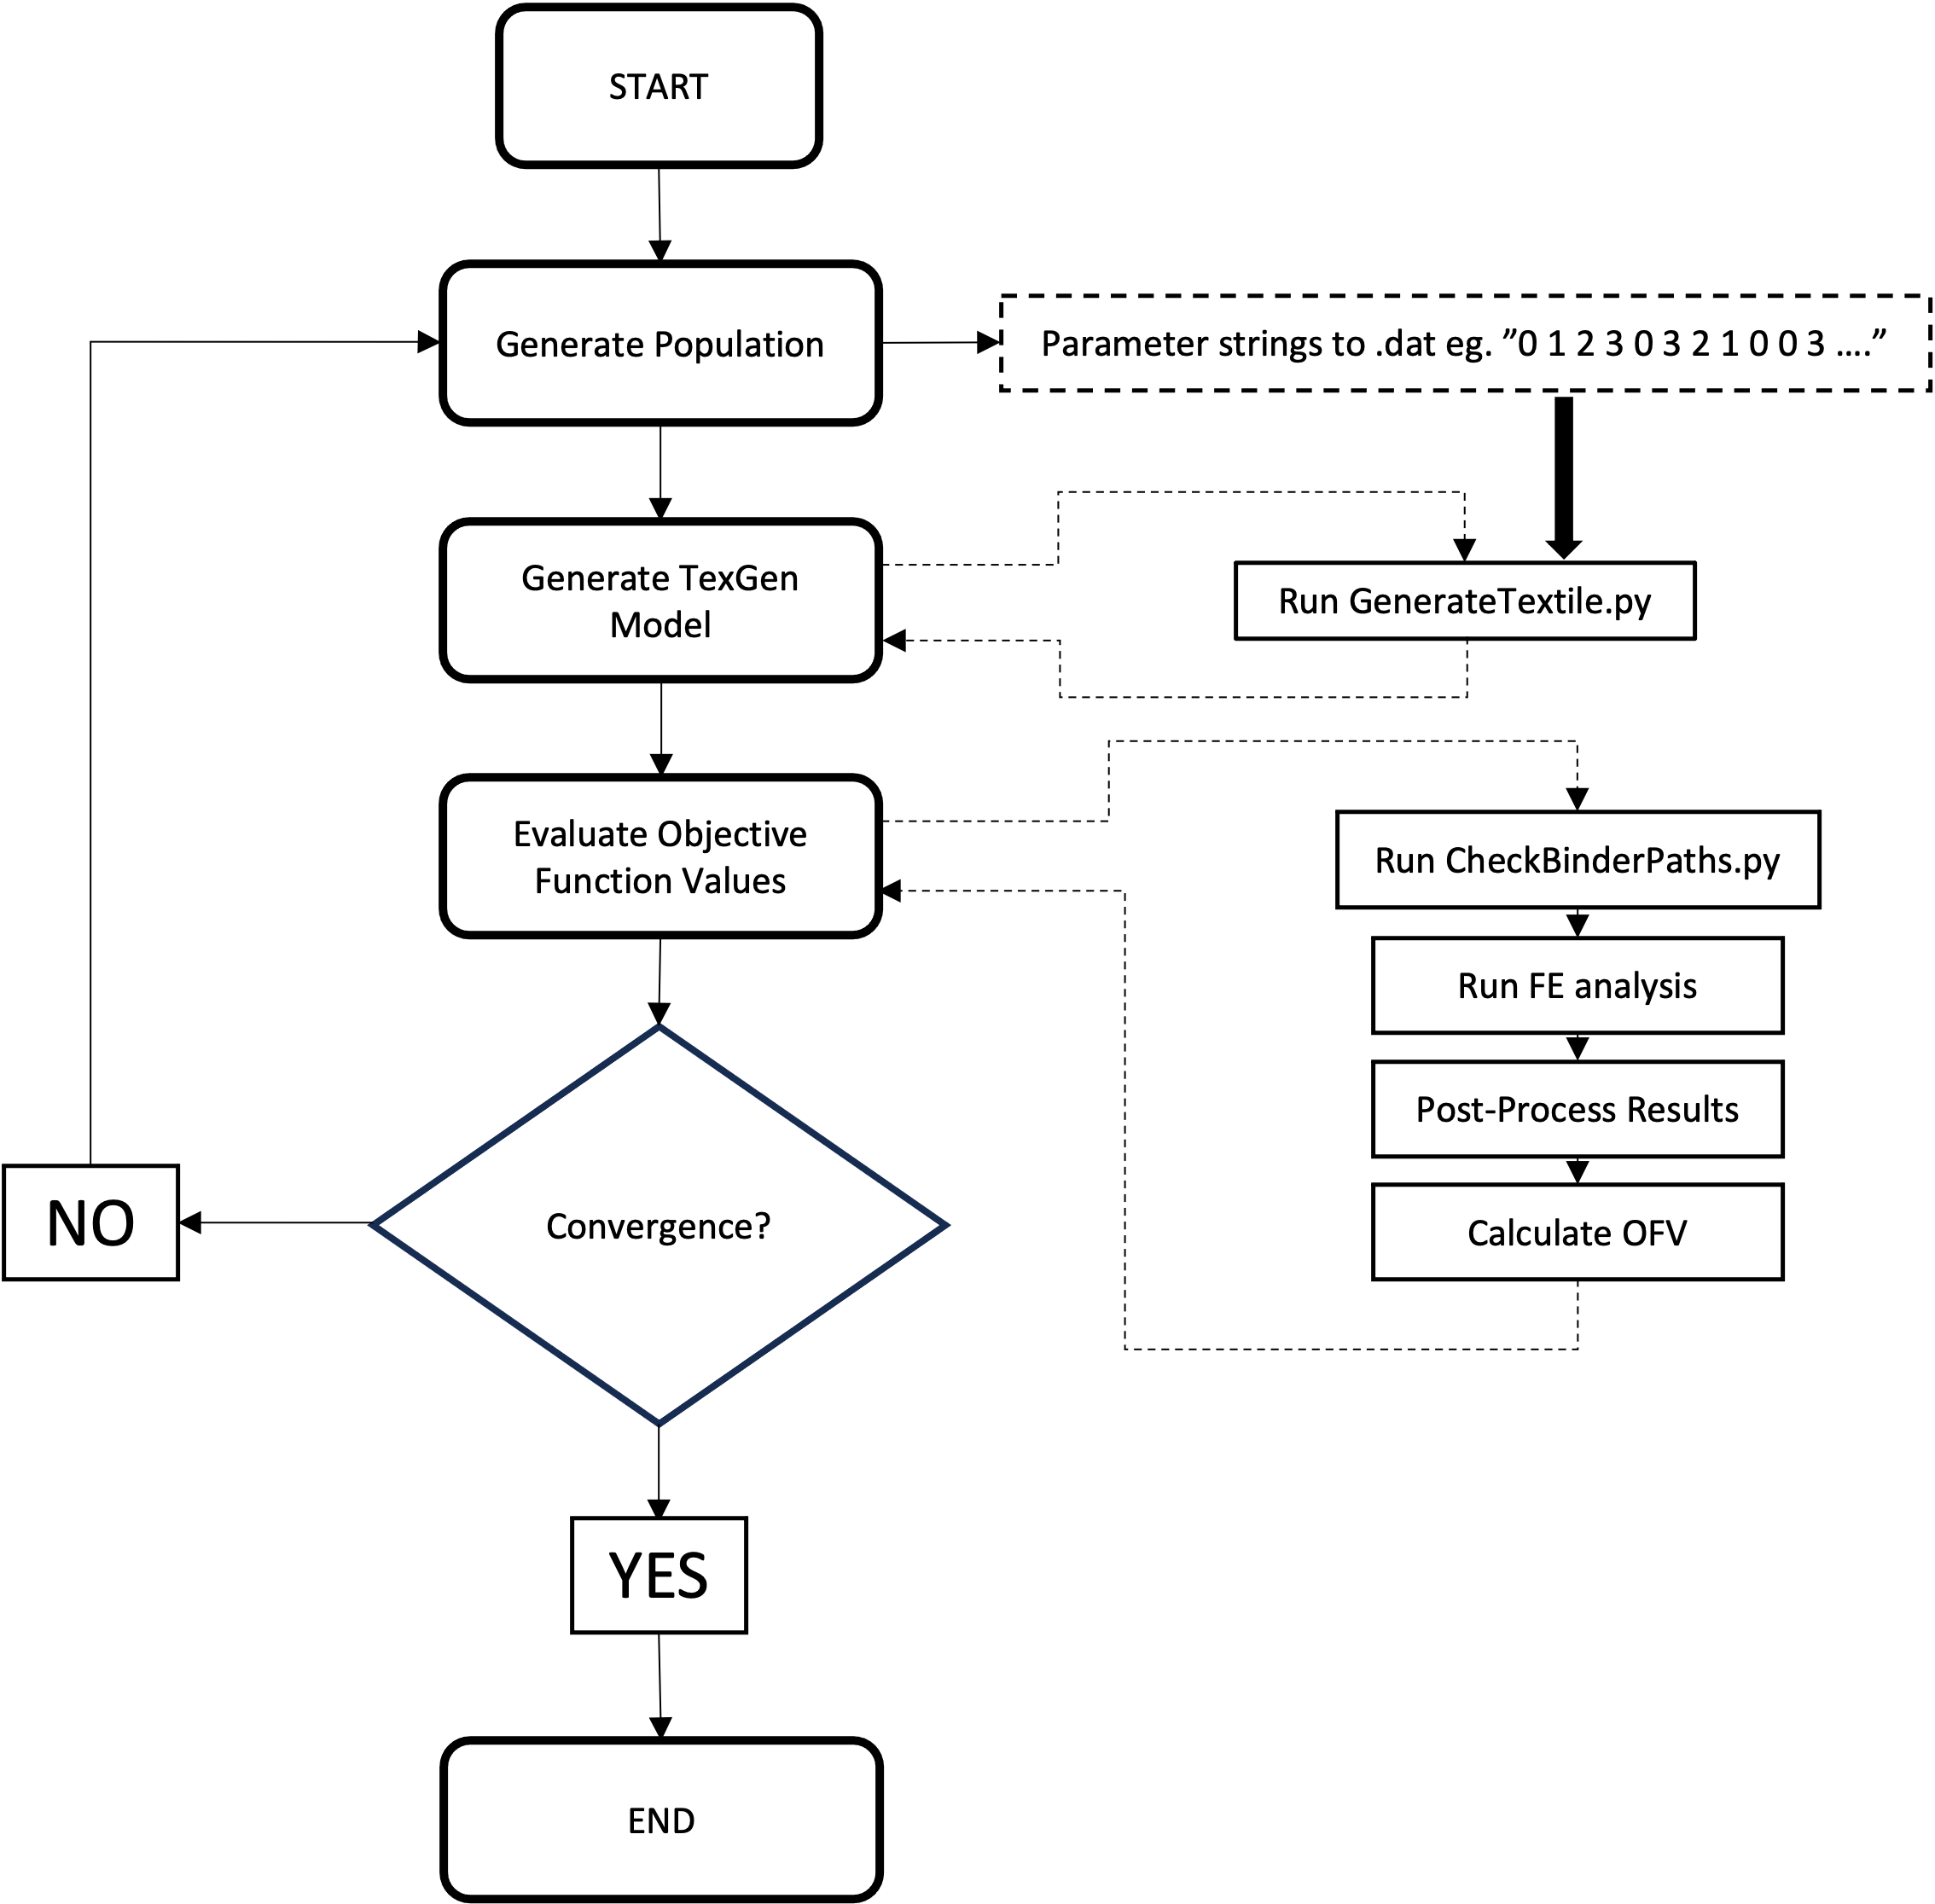 START
Generate Population
Parameter strings to .dat eg. ”0 1 2 3 0 3 2 1 0 0 3 ....”
Generate TexGen
Model
Run GenerateTextile.py
Evaluate Objective
Function Values
Run CheckBinderPaths.py
Run FE analysis
Post-Process Results
Calculate OFV
Convergence?
NO
YES
END